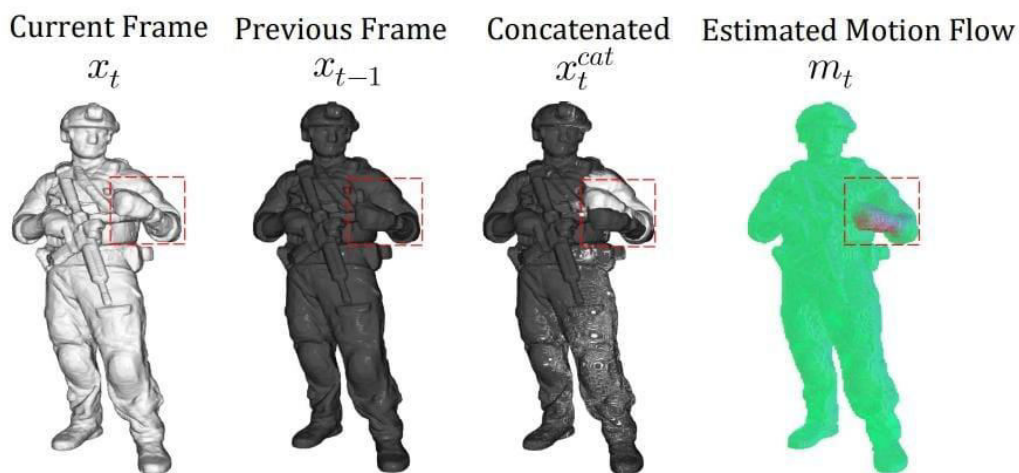 Current Frame Previous Frame Concatenated Estimated Motion Flow
$x_t$ $x_{t-1}$ $x_t^{cat}$ $m_t$